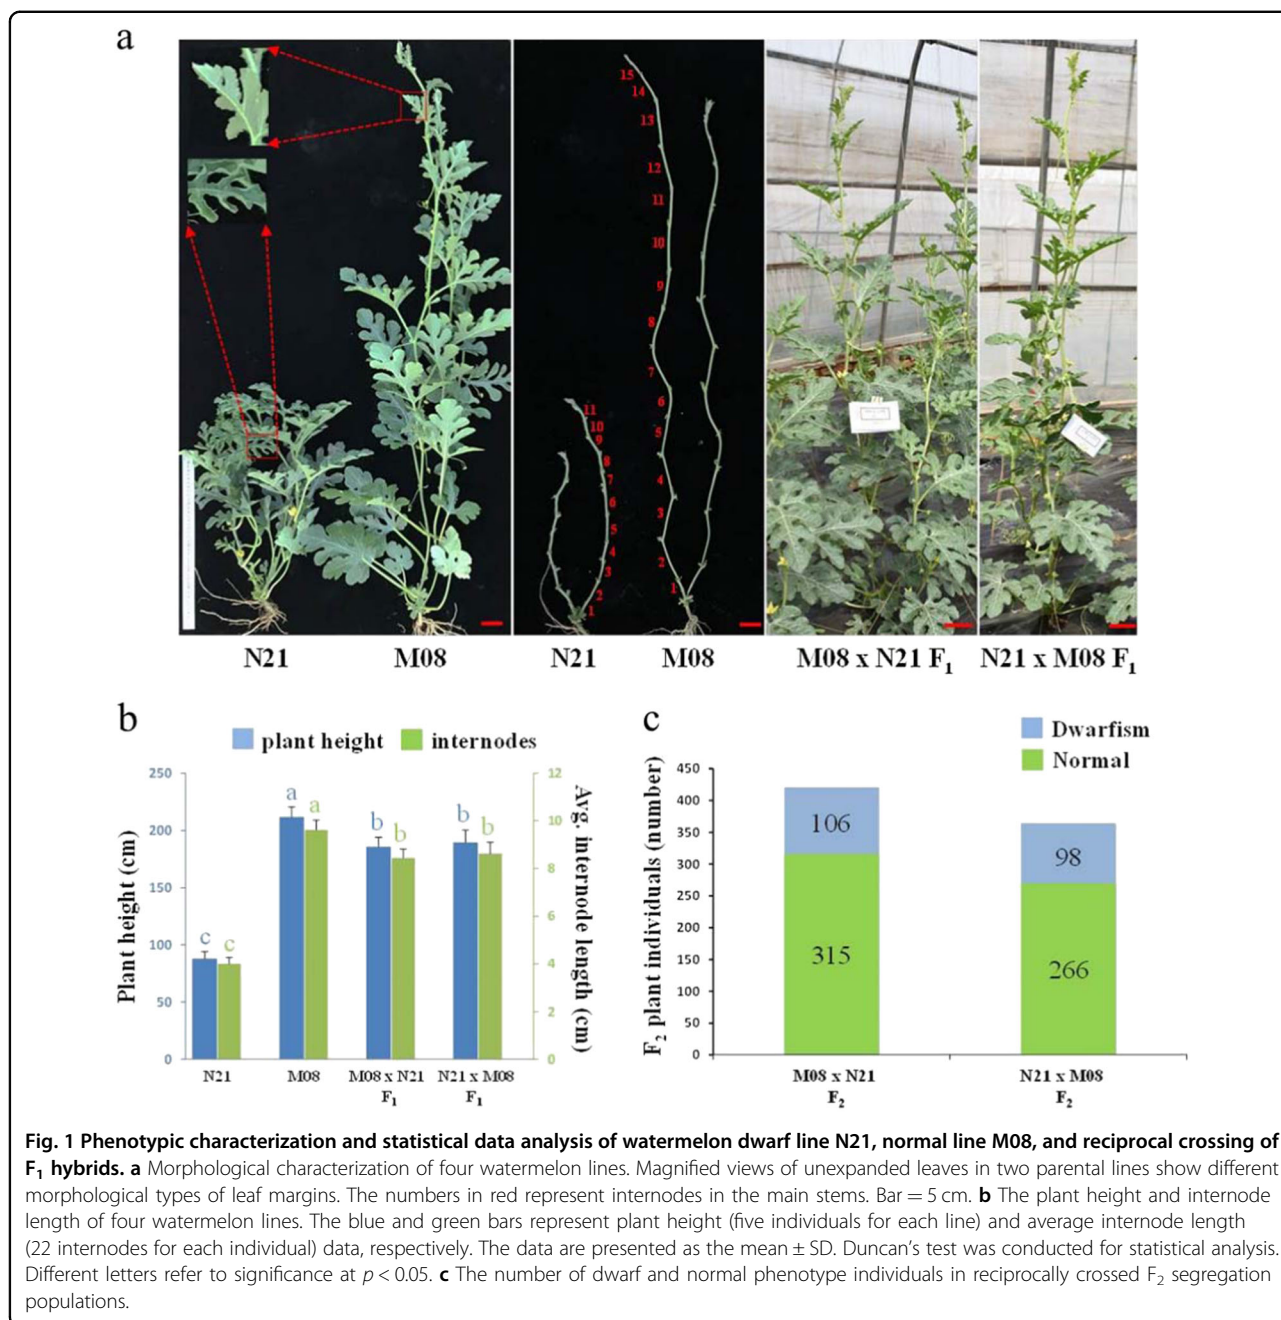 a
15
14
13
12
11
10
9
8
7
6
5
4
3
2
1
11
10
9
8
7
6
5
4
3
2
1
N21 M08 N21 M08 M08 x N21 F1 N21 x M08 F1
b
plant height internodes
Plant height (cm)
250
200
150
100
50
0
c c a a b b b b
12
10
8
6
4
2
0
Avg. internode length (cm)
N21 M08 M08 x N21 F1 N21 x M08 F1
c
Dwarfism
Normal
F2 plant individuals (number)
450
400
350
300
250
200
150
100
50
0
106 98
315 266
M08 x N21 F2 N21 x M08 F2
Fig. 1 Phenotypic characterization and statistical data analysis of watermelon dwarf line N21, normal line M08, and reciprocal crossing of
F1 hybrids. a Morphological characterization of four watermelon lines. Magnified views of unexpanded leaves in two parental lines show different
morphological types of leaf margins. The numbers in red represent internodes in the main stems. Bar = 5 cm. b The plant height and internode
length of four watermelon lines. The blue and green bars represent plant height (five individuals for each line) and average internode length
(22 internodes for each individual) data, respectively. The data are presented as the mean ± SD. Duncan's test was conducted for statistical analysis.
Different letters refer to significance at p < 0.05. c The number of dwarf and normal phenotype individuals in reciprocally crossed F2 segregation
populations.